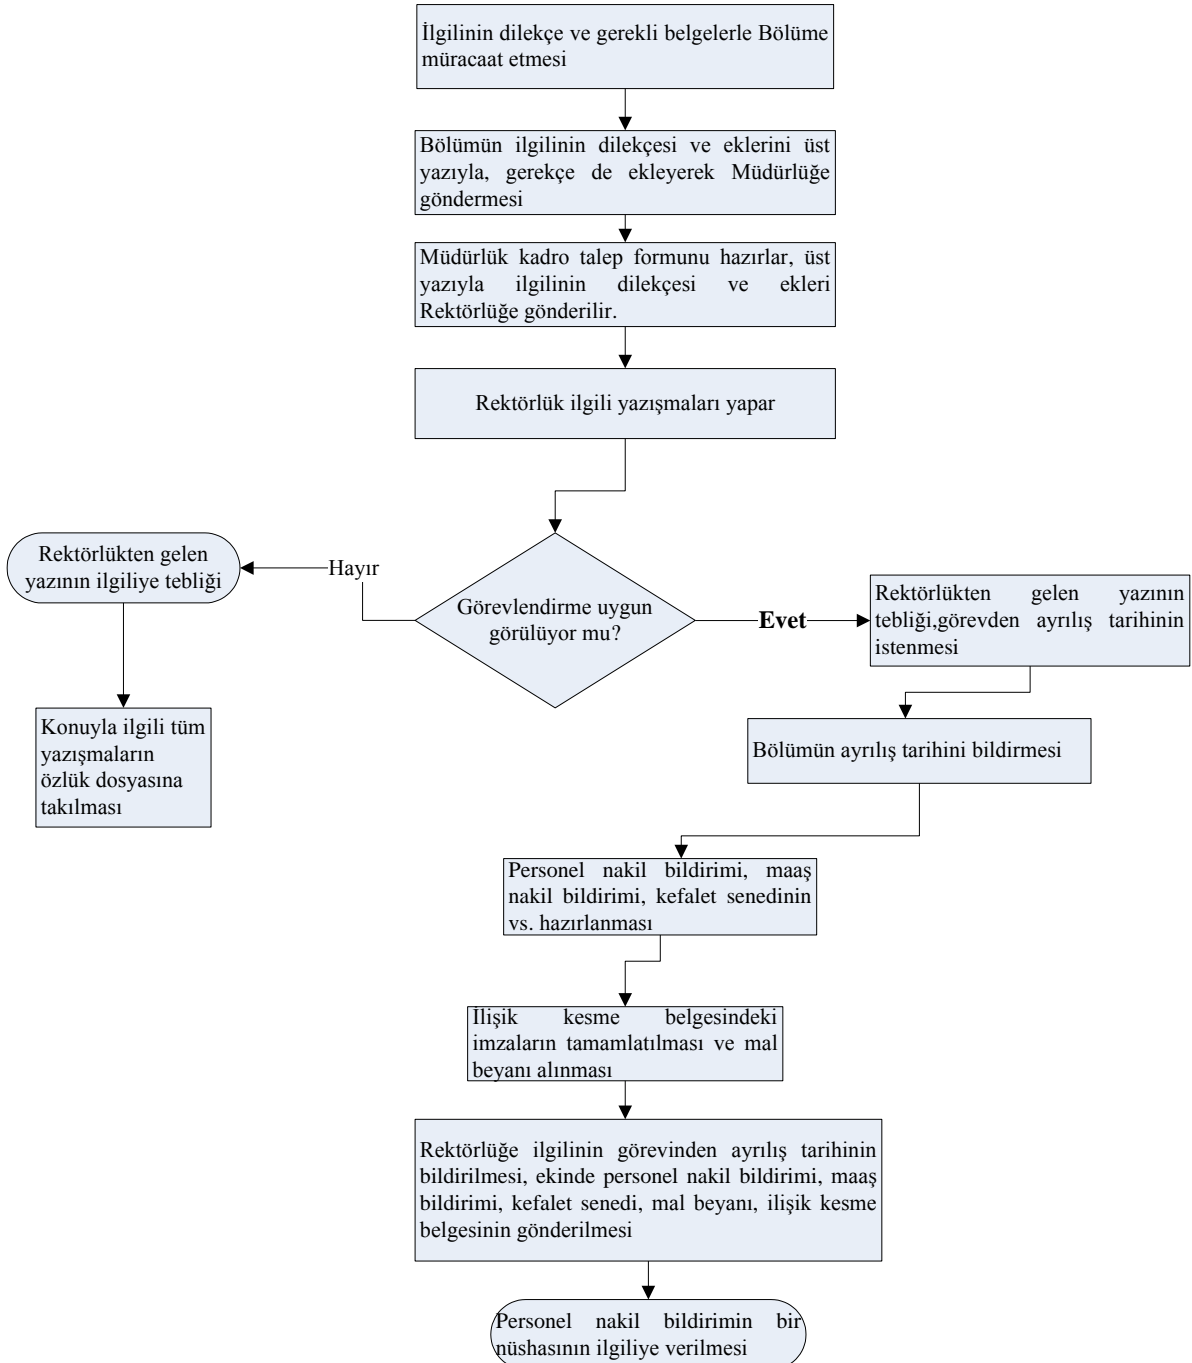 İlgilinin dilekçe ve gerekli belgelerle Bölüme
müracaat etmesi
Bölümün ilgilinin dilekçesi ve eklerini üst
yazıyla, gerekçe de ekleyerek Müdürlüğe
göndermesi
Müdürlük kadro talep formunu hazırlar, üst
yazıyla ilgilinin dilekçesi ve ekleri
Rektörlüğe gönderilir.
Rektörlük ilgili yazışmaları yapar
Görevlendirme uygun
görülüyor mu?
Hayır
Rektörlükten gelen
yazının ilgiliye tebliği
Konuyla ilgili tüm
yazışmaların
özlük dosyasına
takılması
Evet
Rektörlükten gelen yazının
tebliği,görevden ayrılış tarihinin
istenmesi
Bölümün ayrılış tarihini bildirmesi
Personel nakil bildirimi, maaş
nakil bildirimi, kefalet senedinin
vs. hazırlanması
İlişik kesme belgesindeki
imzaların tamamlatılması ve mal
beyanı alınması
Rektörlüğe ilgilinin görevinden ayrılış tarihinin
bildirilmesi, ekinde personel nakil bildirimi, maaş
bildirimi, kefalet senedi, mal beyanı, ilişik kesme
belgesinin gönderilmesi
Personel nakil bildirimin bir
nüshasının ilgiliye verilmesi